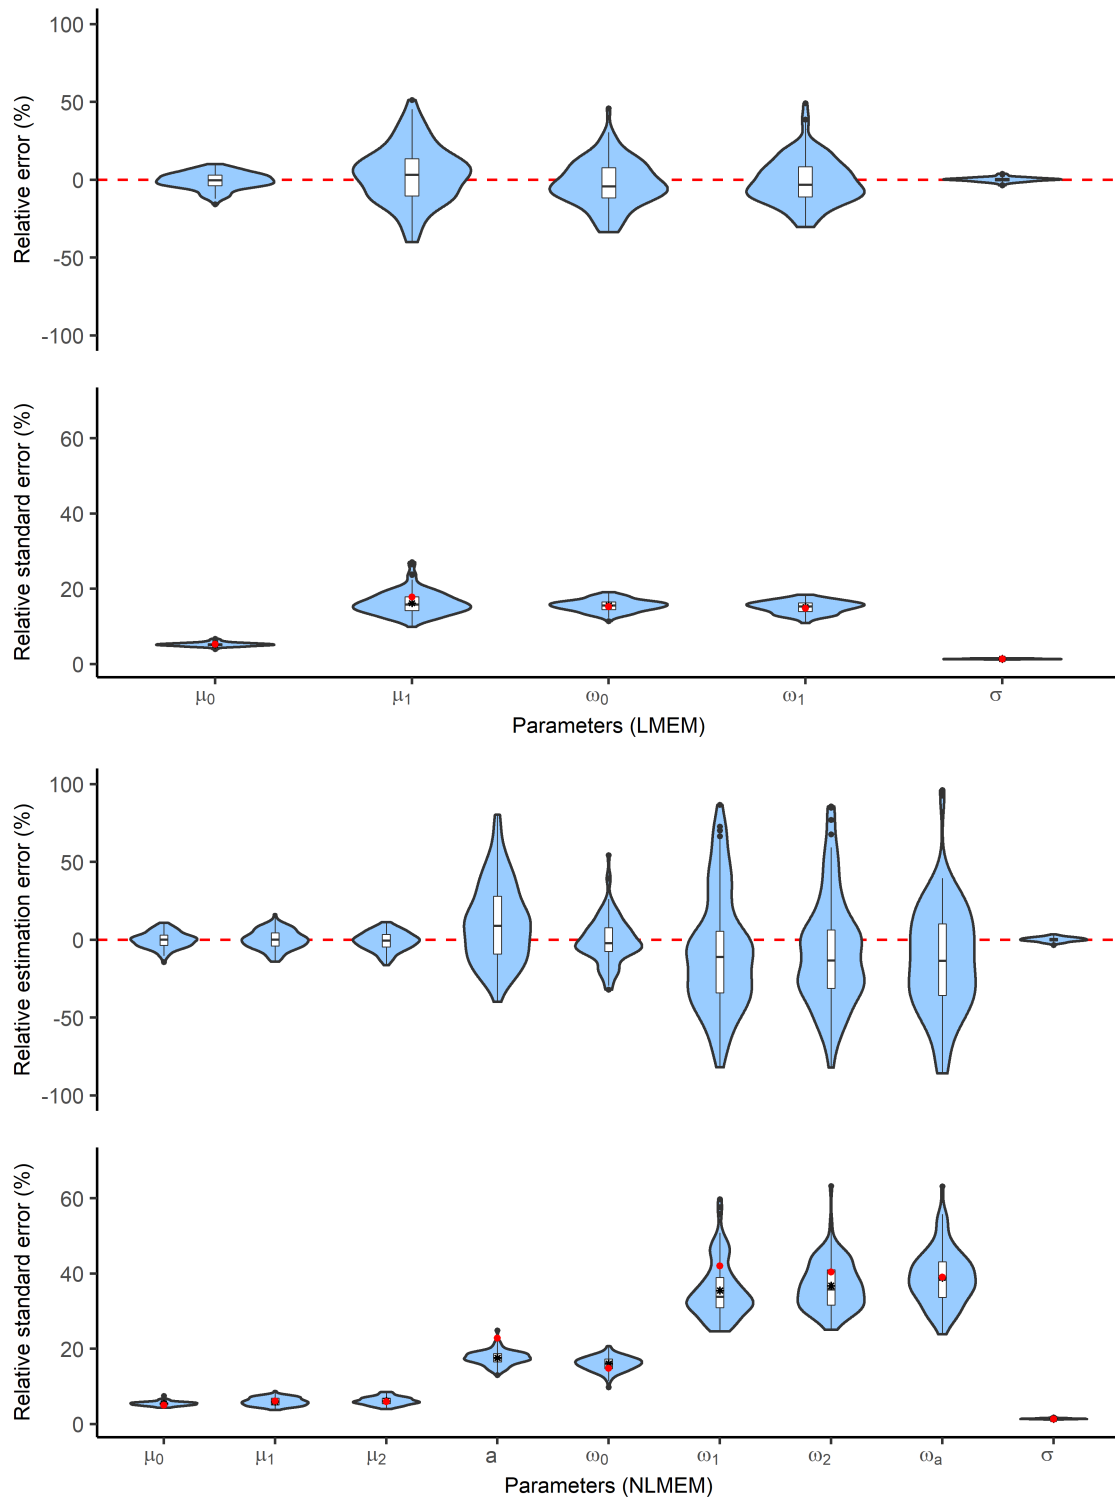 Relative error (%)
100
50
0
-50
-100
Relative standard error (%)
60
40
20
0
μ0 μ1 ω0 ω1 σ
Parameters (LMEM)
Relative estimation error (%)
100
50
0
-50
-100
Relative standard error (%)
60
40
20
0
μ0 μ1 μ2 a ω0 ω1 ω2 ωa σ
Parameters (NLMEM)